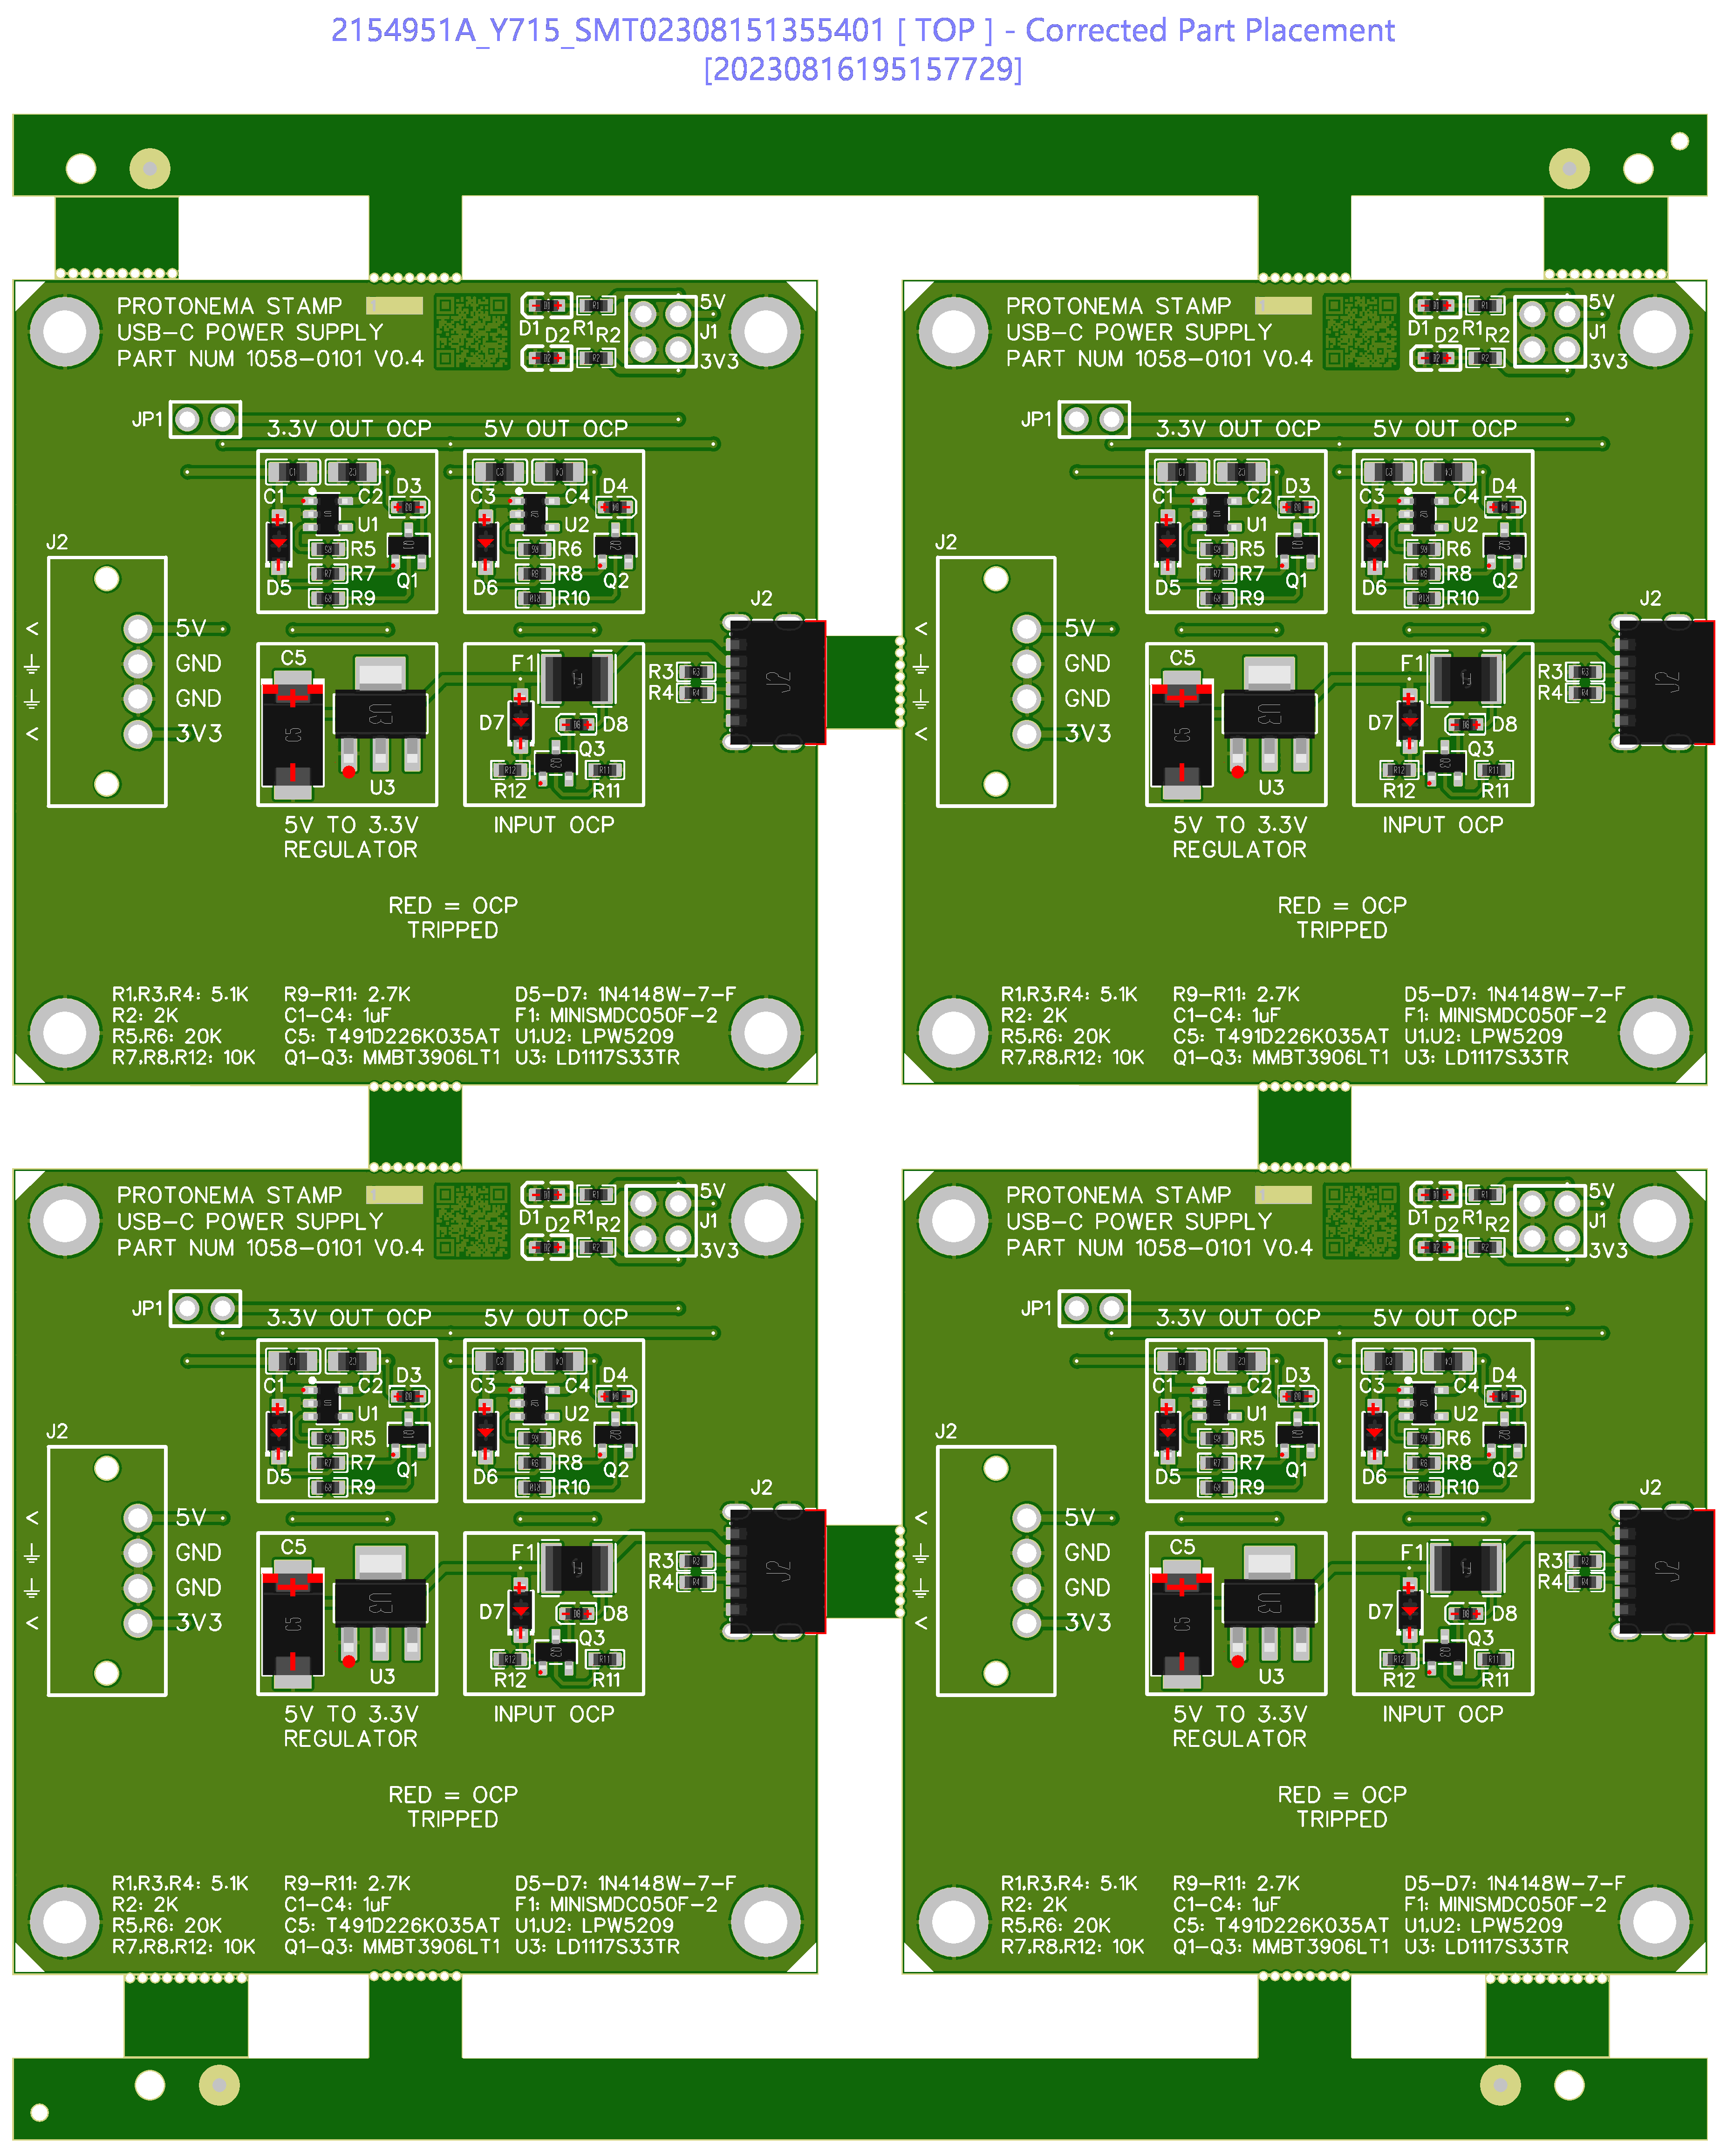 2154951A_Y715_SMT02308151355401 [ TOP ] - Corrected Part Placement
[20230816195157729]
PROTONEMA STAMP
USB-C POWER SUPPLY
PART NUM 1058-0101 V0.4
D1 D2 R1 R2
5V
J1
3V3
JP1
3.3V OUT OCP
5V OUT OCP
C1 C2 D3
U1
R5
R7
R9
D5 Q1
C3 C4 D4
U2
R6
R8
R10
D6 Q2
J2
< 5V
GND
GND
< 3V3
C5
C5
U3
U3
5V TO 3.3V
REGULATOR
F1
D7 D8
Q3
R12 R11
INPUT OCP
R3
R4
J2
J2
RED = OCP
TRIPPED
R1,R3,R4: 5.1K
R2: 2K
R5,R6: 20K
R7,R8,R12: 10K
R9-R11: 2.7K
C1-C4: 1uF
C5: T491D226K035AT
Q1-Q3: MMBT3906LT1
D5-D7: 1N4148W-7-F
F1: MINISMDC050F-2
U1,U2: LPW5209
U3: LD1117S33TR
PROTONEMA STAMP
USB-C POWER SUPPLY
PART NUM 1058-0101 V0.4
D1 D2 R1 R2
5V
J1
3V3
JP1
3.3V OUT OCP
5V OUT OCP
C1 C2 D3
U1
R5
R7
R9
D5 Q1
C3 C4 D4
U2
R6
R8
R10
D6 Q2
J2
< 5V
GND
GND
< 3V3
C5
C5
U3
U3
5V TO 3.3V
REGULATOR
F1
D7 D8
Q3
R12 R11
INPUT OCP
R3
R4
J2
J2
RED = OCP
TRIPPED
R1,R3,R4: 5.1K
R2: 2K
R5,R6: 20K
R7,R8,R12: 10K
R9-R11: 2.7K
C1-C4: 1uF
C5: T491D226K035AT
Q1-Q3: MMBT3906LT1
D5-D7: 1N4148W-7-F
F1: MINISMDC050F-2
U1,U2: LPW5209
U3: LD1117S33TR
PROTONEMA STAMP
USB-C POWER SUPPLY
PART NUM 1058-0101 V0.4
D1 D2 R1 R2
5V
J1
3V3
JP1
3.3V OUT OCP
5V OUT OCP
C1 C2 D3
U1
R5
R7
R9
D5 Q1
C3 C4 D4
U2
R6
R8
R10
D6 Q2
J2
< 5V
GND
GND
< 3V3
C5
C5
U3
U3
5V TO 3.3V
REGULATOR
F1
D7 D8
Q3
R12 R11
INPUT OCP
R3
R4
J2
J2
RED = OCP
TRIPPED
R1,R3,R4: 5.1K
R2: 2K
R5,R6: 20K
R7,R8,R12: 10K
R9-R11: 2.7K
C1-C4: 1uF
C5: T491D226K035AT
Q1-Q3: MMBT3906LT1
D5-D7: 1N4148W-7-F
F1: MINISMDC050F-2
U1,U2: LPW5209
U3: LD1117S33TR
PROTONEMA STAMP
USB-C POWER SUPPLY
PART NUM 1058-0101 V0.4
D1 D2 R1 R2
5V
J1
3V3
JP1
3.3V OUT OCP
5V OUT OCP
C1 C2 D3
U1
R5
R7
R9
D5 Q1
C3 C4 D4
U2
R6
R8
R10
D6 Q2
J2
< 5V
GND
GND
< 3V3
C5
C5
U3
U3
5V TO 3.3V
REGULATOR
F1
D7 D8
Q3
R12 R11
INPUT OCP
R3
R4
J2
J2
RED = OCP
TRIPPED
R1,R3,R4: 5.1K
R2: 2K
R5,R6: 20K
R7,R8,R12: 10K
R9-R11: 2.7K
C1-C4: 1uF
C5: T491D226K035AT
Q1-Q3: MMBT3906LT1
D5-D7: 1N4148W-7-F
F1: MINISMDC050F-2
U1,U2: LPW5209
U3: LD1117S33TR